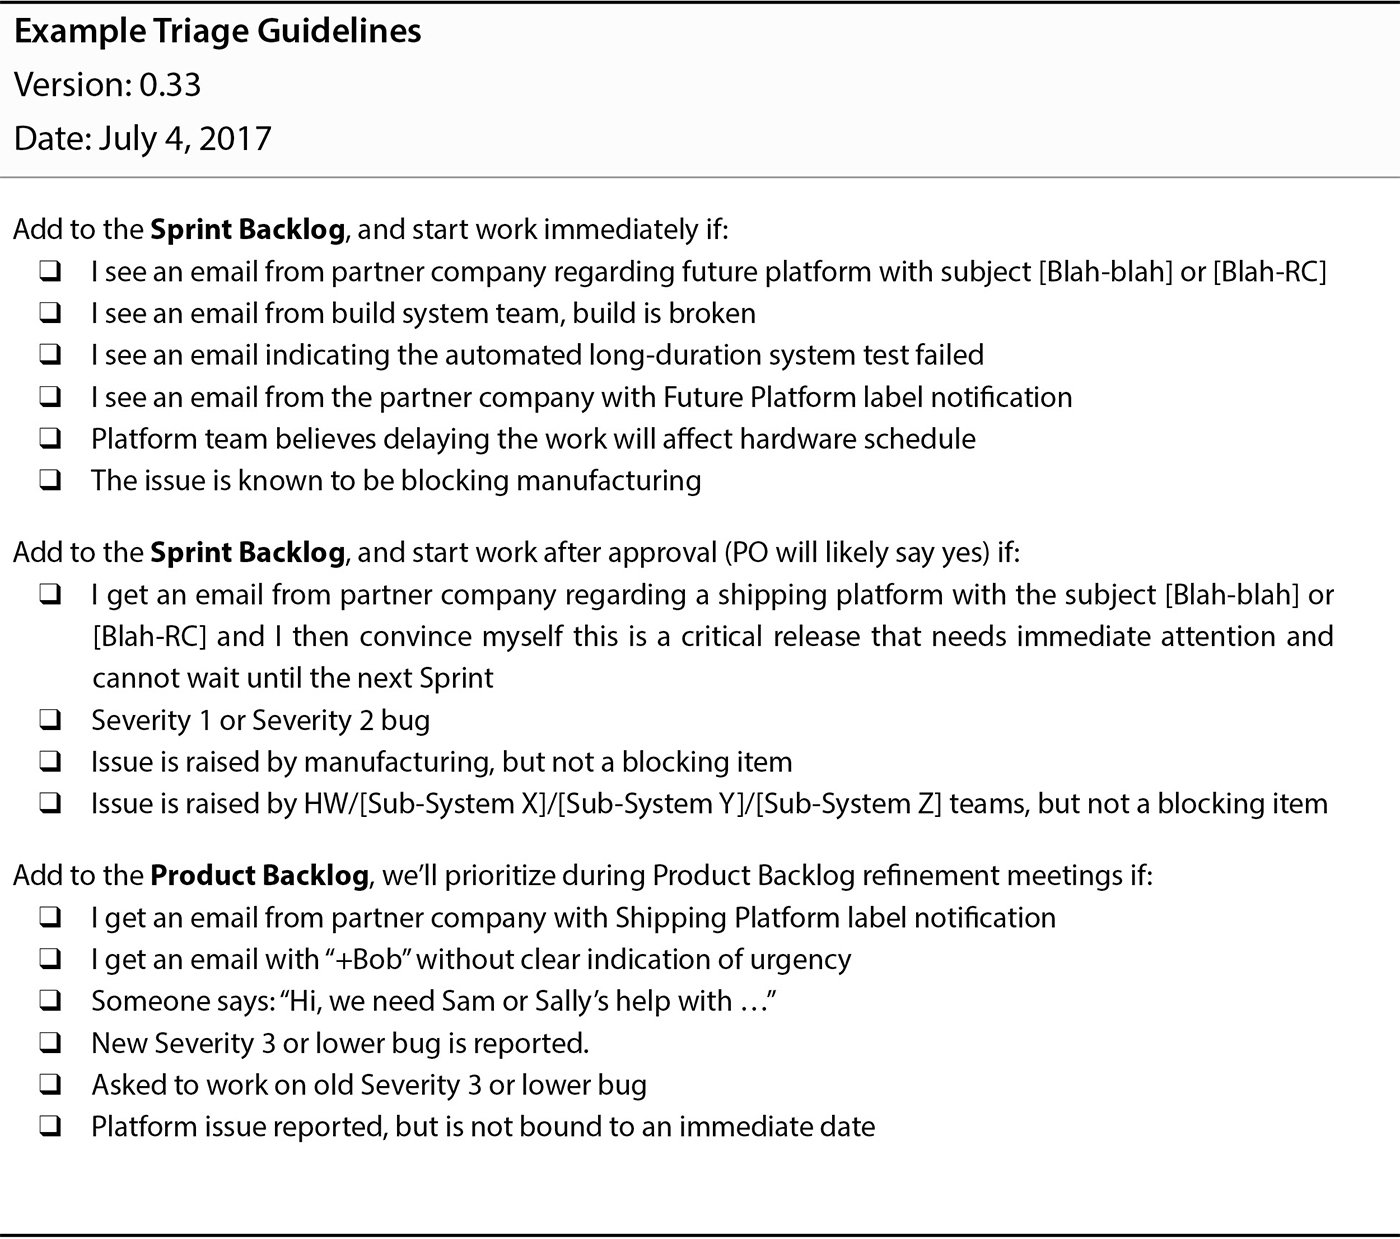 Example Triage Guidelines
Version: 0.33
Date: July 4, 2017
Add to the Sprint Backlog, and start work immediately if:
❑ I see an email from partner company regarding future platform with subject [Blah-blah] or [Blah-RC]
❑ I see an email from build system team, build is broken
❑ I see an email indicating the automated long-duration system test failed
❑ I see an email from the partner company with Future Platform label notification
❑ Platform team believes delaying the work will affect hardware schedule
❑ The issue is known to be blocking manufacturing
Add to the Sprint Backlog, and start work after approval (PO will likely say yes) if:
❑ I get an email from partner company regarding a shipping platform with the subject [Blah-blah] or
[Blah-RC] and I then convince myself this is a critical release that needs immediate attention and
cannot wait until the next Sprint
❑ Severity 1 or Severity 2 bug
❑ Issue is raised by manufacturing, but not a blocking item
❑ Issue is raised by HW/[Sub-System X]/[Sub-System Y]/[Sub-System Z] teams, but not a blocking item
Add to the Product Backlog, we’ll prioritize during Product Backlog refinement meetings if:
❑ I get an email from partner company with Shipping Platform label notification
❑ I get an email with “+Bob” without clear indication of urgency
❑ Someone says: “Hi, we need Sam or Sally’s help with …”
❑ New Severity 3 or lower bug is reported.
❑ Asked to work on old Severity 3 or lower bug
❑ Platform issue reported, but is not bound to an immediate date